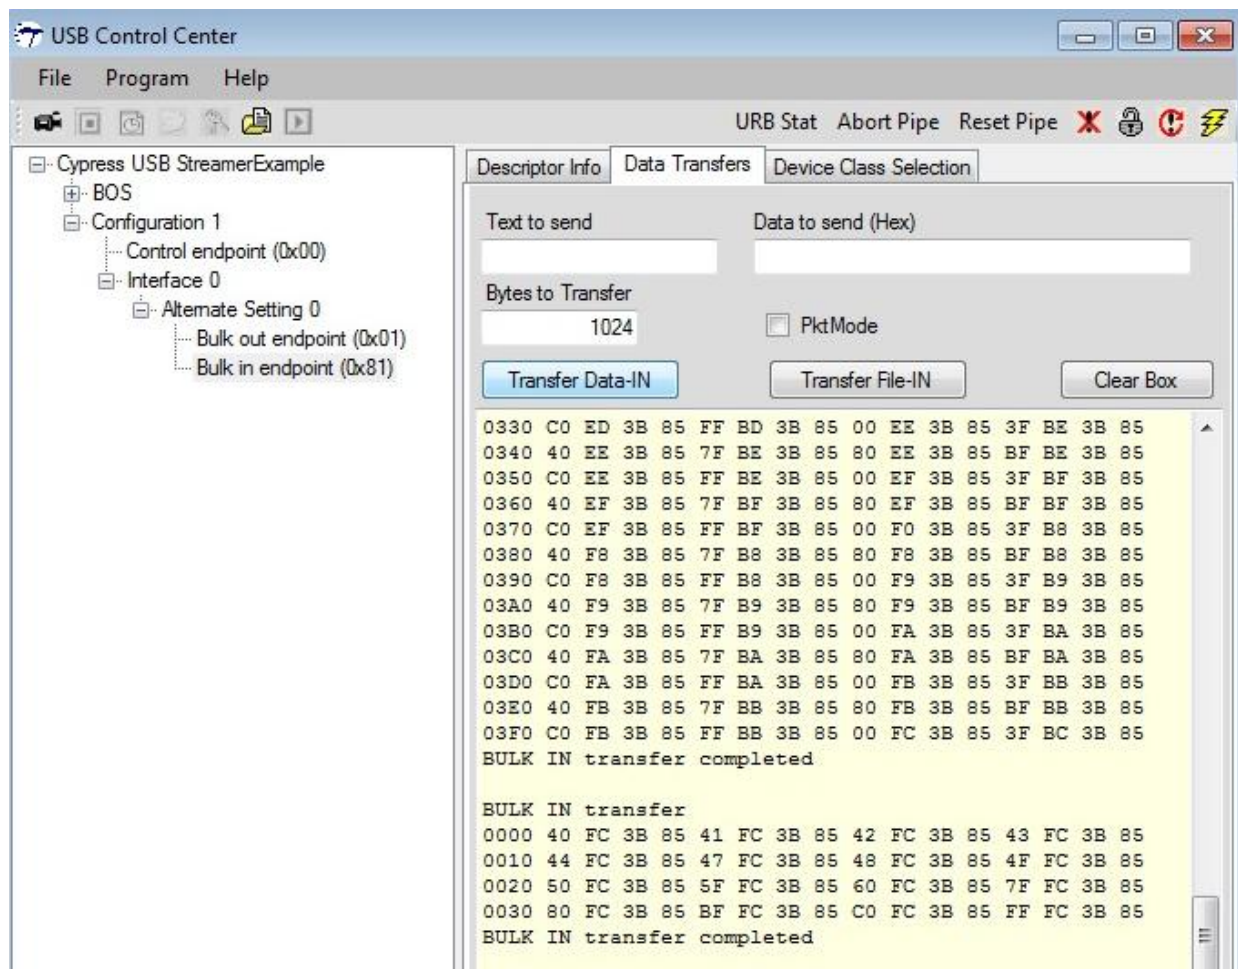 USB Control Center
File Program Help
URB Stat Abort Pipe Reset Pipe
Cypress USB StreamerExample
BOS
Configuration 1
Control endpoint (0x00)
Interface 0
Alternate Setting 0
Bulk out endpoint (0x01)
Bulk in endpoint (0x81)
Descriptor Info Data Transfers Device Class Selection
Text to send Data to send (Hex)
Bytes to Transfer
1024 PktMode
Transfer Data-IN Transfer File-IN Clear Box
0330 C0 ED 3B 85 FF BD 3B 85 00 EE 3B 85 3F BE 3B 85
0340 40 EE 3B 85 7F BE 3B 85 80 EE 3B 85 BF BE 3B 85
0350 C0 EE 3B 85 FF BE 3B 85 00 EF 3B 85 3F BF 3B 85
0360 40 EF 3B 85 7F BF 3B 85 80 EF 3B 85 BF BF 3B 85
0370 C0 EF 3B 85 FF BF 3B 85 00 F0 3B 85 3F B8 3B 85
0380 40 F8 3B 85 7F B8 3B 85 80 F8 3B 85 BF B8 3B 85
0390 C0 F8 3B 85 FF B8 3B 85 00 F9 3B 85 3F B9 3B 85
03A0 40 F9 3B 85 7F B9 3B 85 80 F9 3B 85 BF B9 3B 85
03B0 C0 F9 3B 85 FF B9 3B 85 00 FA 3B 85 3F BA 3B 85
03C0 40 FA 3B 85 7F BA 3B 85 80 FA 3B 85 BF BA 3B 85
03D0 C0 FA 3B 85 FF BA 3B 85 00 FB 3B 85 3F BB 3B 85
03E0 40 FB 3B 85 7F BB 3B 85 80 FB 3B 85 BF BB 3B 85
03F0 C0 FB 3B 85 FF BB 3B 85 00 FC 3B 85 3F BC 3B 85
BULK IN transfer completed
BULK IN transfer
0000 40 FC 3B 85 41 FC 3B 85 42 FC 3B 85 43 FC 3B 85
0010 44 FC 3B 85 47 FC 3B 85 48 FC 3B 85 4F FC 3B 85
0020 50 FC 3B 85 5F FC 3B 85 60 FC 3B 85 7F FC 3B 85
0030 80 FC 3B 85 BF FC 3B 85 C0 FC 3B 85 FF FC 3B 85
BULK IN transfer completed